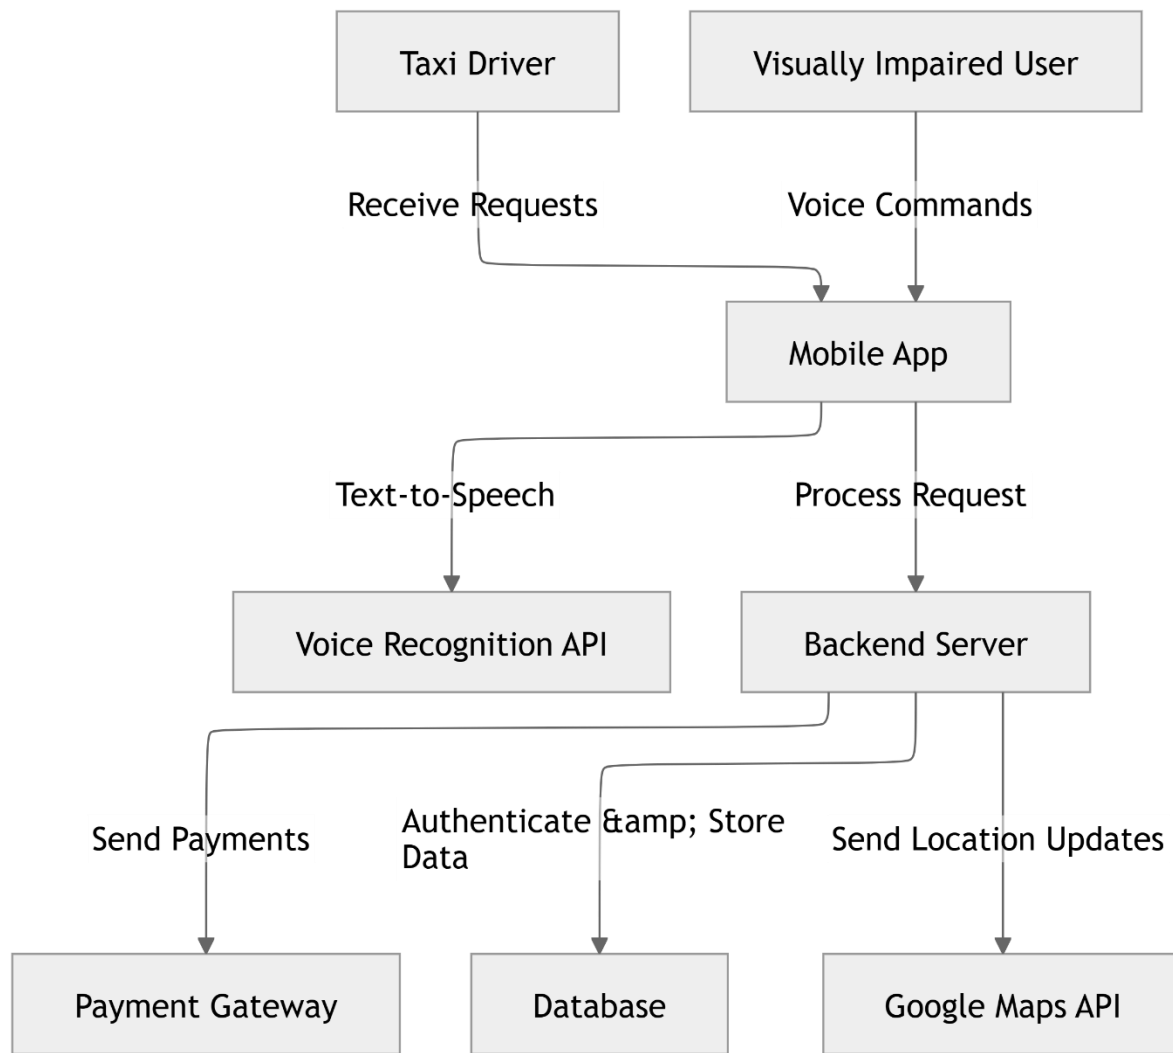 Taxi Driver
Visually Impaired User
Receive Requests
Voice Commands
Mobile App
Text-to-Speech
Process Request
Voice Recognition API
Backend Server
Send Payments
Authenticate &amp; Store
Data
Send Location Updates
Payment Gateway
Database
Google Maps API